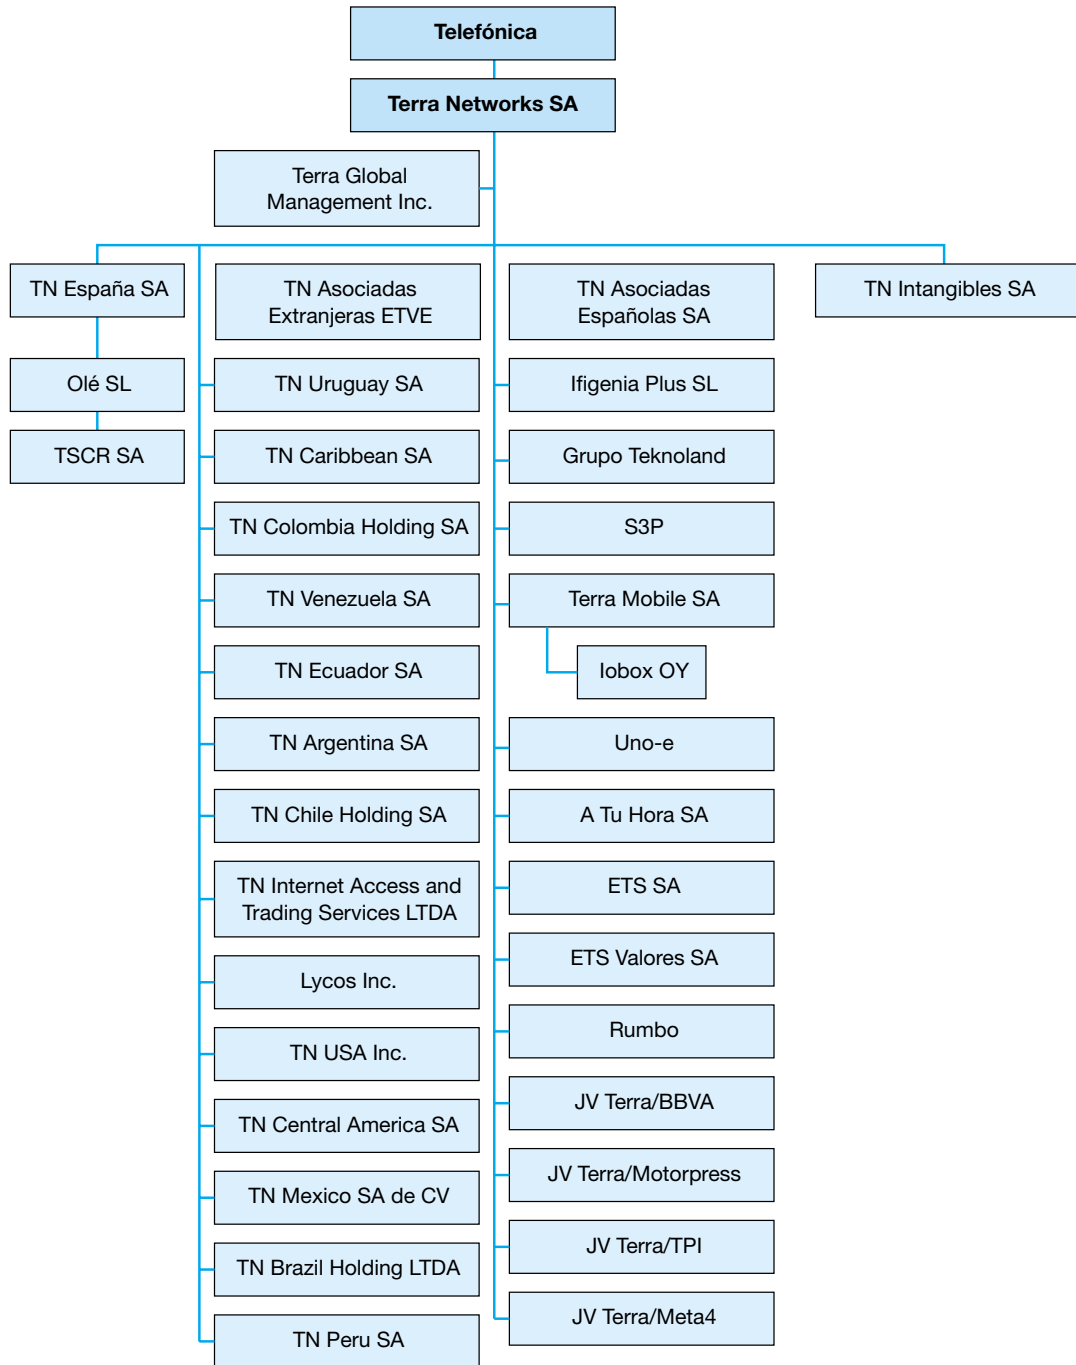 Telefónica
Terra Networks SA
Terra Global
Management Inc.
TN España SA
Olé SL
TSCR SA
TN Asociadas
Extranjeras ETVE
TN Uruguay SA
TN Caribbean SA
TN Colombia Holding SA
TN Venezuela SA
TN Ecuador SA
TN Argentina SA
TN Chile Holding SA
TN Internet Access and
Trading Services LTDA
Lycos Inc.
TN USA Inc.
TN Central America SA
TN Mexico SA de CV
TN Brazil Holding LTDA
TN Peru SA
TN Asociadas
Españolas SA
Ifigenia Plus SL
Grupo Teknoland
S3P
Terra Mobile SA
Iobox OY
Uno-e
A Tu Hora SA
ETS SA
ETS Valores SA
Rumbo
JV Terra/BBVA
JV Terra/Motorpress
JV Terra/TPI
JV Terra/Meta4
TN Intangibles SA